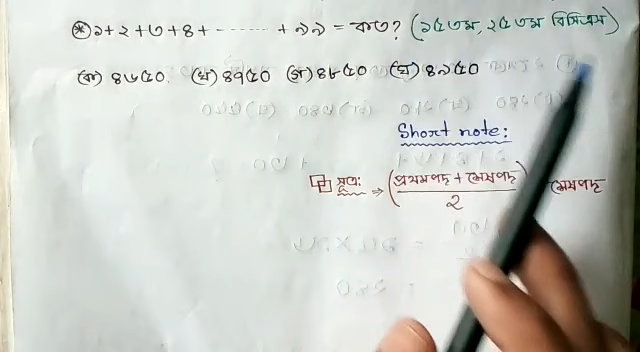 ১+২+৩+৪+ ------- + ৯৯ = কত? (১৫তম, ২৫তম বিসিএস)
(ক) ৪৬৫০ (খ) ৪৭৫০ (গ) ৪৮৫০ (ঘ) ৪৯৫০
Short note:
সূত্র: ⇒ (প্রথমপদ + শেষপদ / 2) শেষপদ